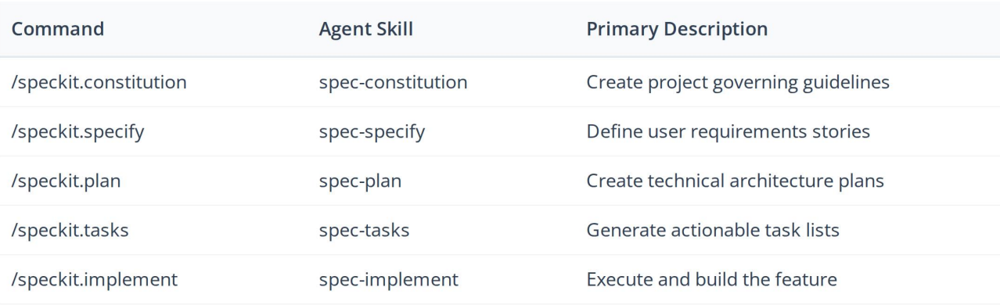 Command Agent Skill Primary Description
/speckit.constitution spec-constitution Create project governing guidelines
/speckit.specify spec-specify Define user requirements stories
/speckit.plan spec-plan Create technical architecture plans
/speckit.tasks spec-tasks Generate actionable task lists
/speckit.implement spec-implement Execute and build the feature